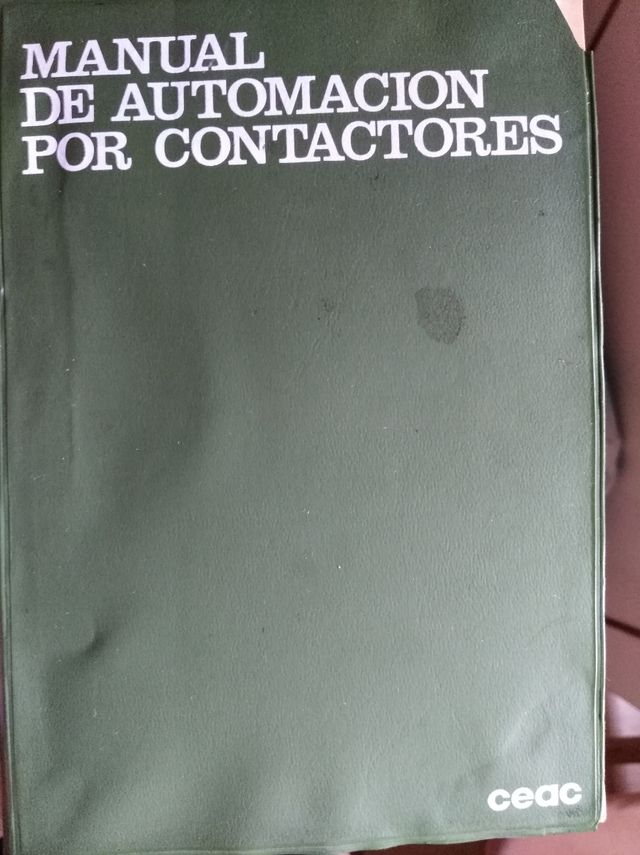 MANUAL
DE AUTOMACION
POR CONTACTORES
ceac